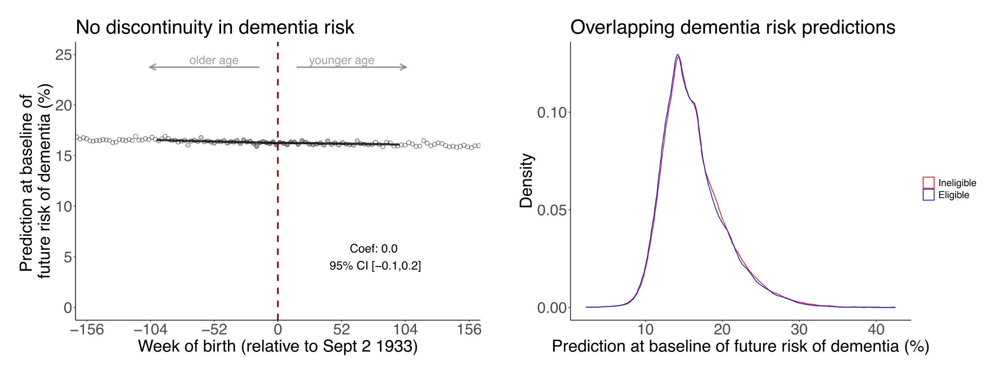 No discontinuity in dementia risk
25
20
15
10
5
0
Prediction at baseline of
future risk of dementia (%)
older age
younger age
Coef: 0.0
95% CI [−0.1,0.2]
−156
−104
−52
0
52
104
156
Week of birth (relative to Sept 2 1933)
Overlapping dementia risk predictions
0.10
0.05
0.00
Density
10
20
30
40
Prediction at baseline of future risk of dementia (%)
Ineligible
Eligible